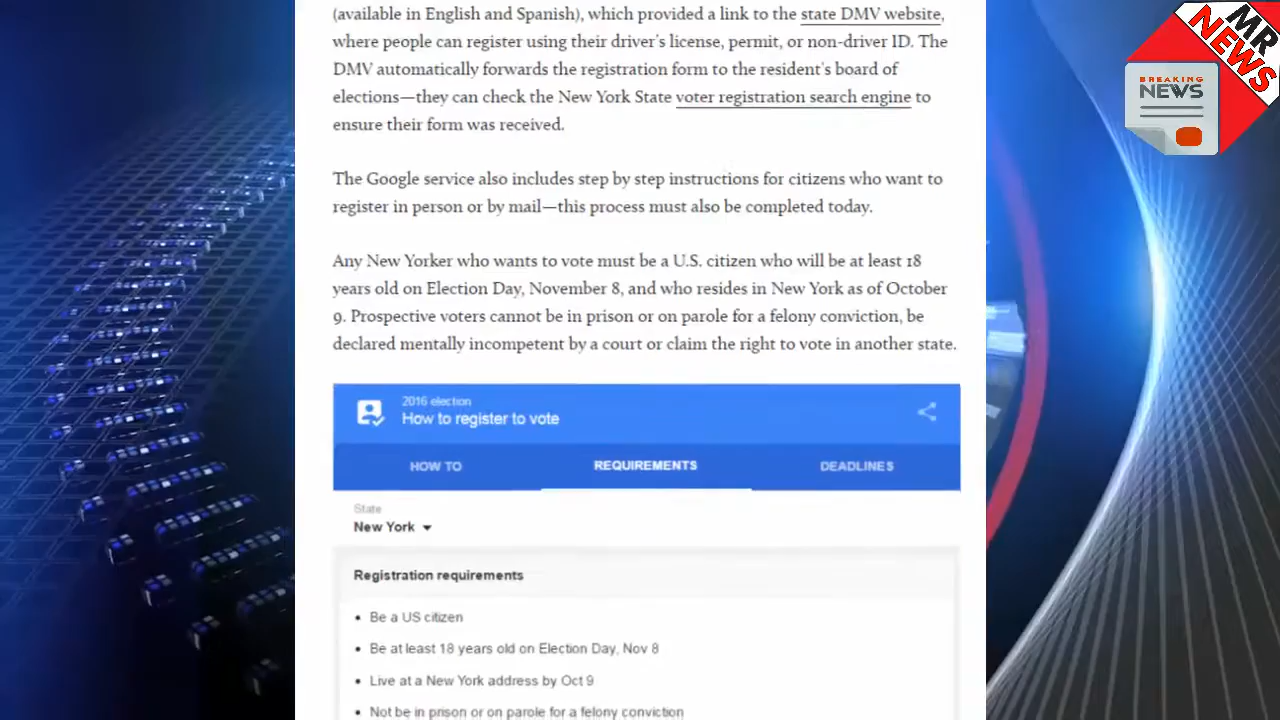 (available in English and Spanish), which provided a link to the state DMV website,
where people can register using their driver's license, permit, or non-driver ID. The
DMV automatically forwards the registration form to the resident's board of
elections—they can check the New York State voter registration search engine to
ensure their form was received.
The Google service also includes step by step instructions for citizens who want to
register in person or by mail—this process must also be completed today.
Any New Yorker who wants to vote must be a U.S. citizen who will be at least 18
years old on Election Day, November 8, and who resides in New York as of October
9. Prospective voters cannot be in prison or on parole for a felony conviction, be
declared mentally incompetent by a court or claim the right to vote in another state.
2016 election
How to register to vote
HOW TO
REQUIREMENTS
DEADLINES
State
New York
Registration requirements
• Be a US citizen
• Be at least 18 years old on Election Day, Nov 8
• Live at a New York address by Oct 9
• Not be in prison or on parole for a felony conviction
MR
NEWS
BREAKING
NEWS